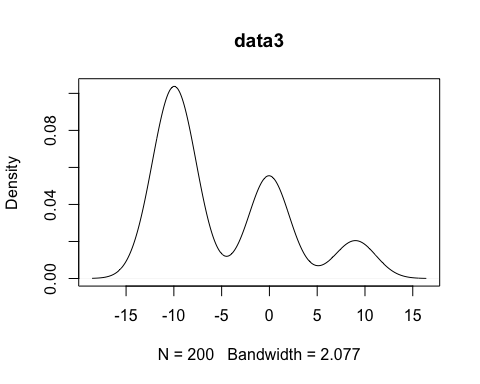 data3
Density
0.00 0.04 0.08
-15 -10 -5 0 5 10 15
N = 200 Bandwidth = 2.077